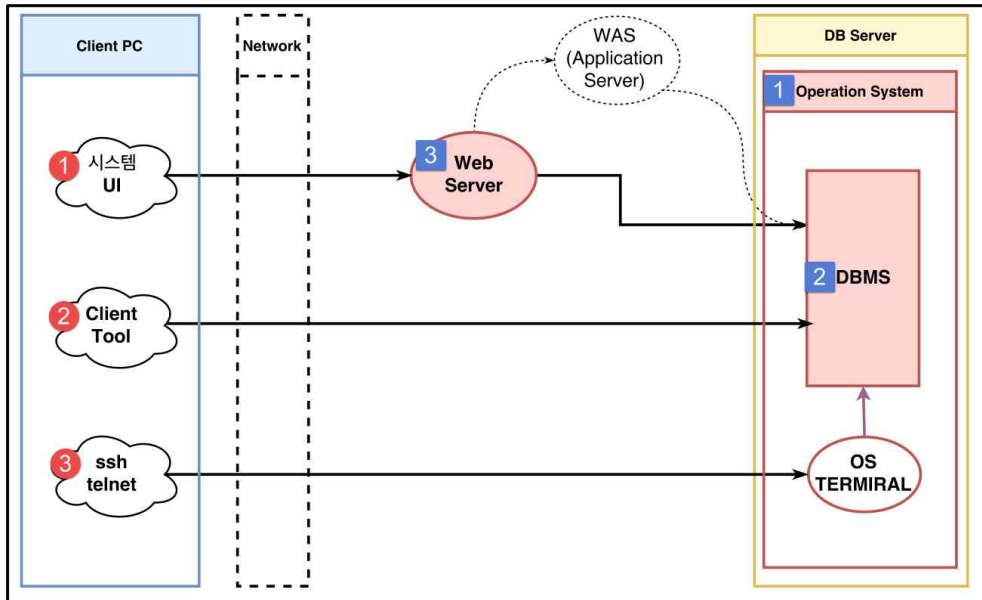 Client PC
Network
WAS
(Application
Server)
DB Server
1
Operation System
1
시스템
UI
3
Web
Server
2
Client
Tool
2
DBMS
3
ssh
telnet
OS
TERMIRAL